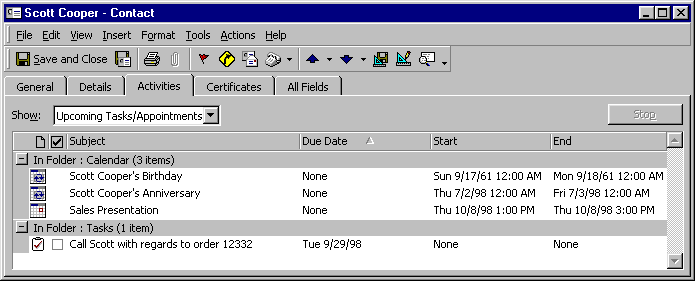 Scott Cooper - Contact
File Edit View Insert Format Tools Actions Help
Save and Close
General Details Activities Certificates All Fields
Show: Upcoming Tasks/Appointments Stop
Subject Due Date Start End
In Folder : Calendar (3 items)
Scott Cooper's Birthday None Sun 9/17/61 12:00 AM Mon 9/18/61 12:00 AM
Scott Cooper's Anniversary None Thu 7/2/98 12:00 AM Fri 7/3/98 12:00 AM
Sales Presentation None Thu 10/8/98 1:00 PM Thu 10/8/98 3:00 PM
In Folder : Tasks (1 item)
Call Scott with regards to order 12332 Tue 9/29/98 None None